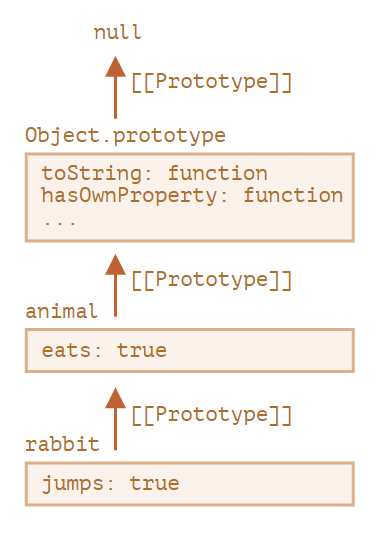 null
[[Prototype]]
Object.prototype
toString: function
hasOwnProperty: function
...
[[Prototype]]
animal
eats: true
[[Prototype]]
rabbit
jumps: true